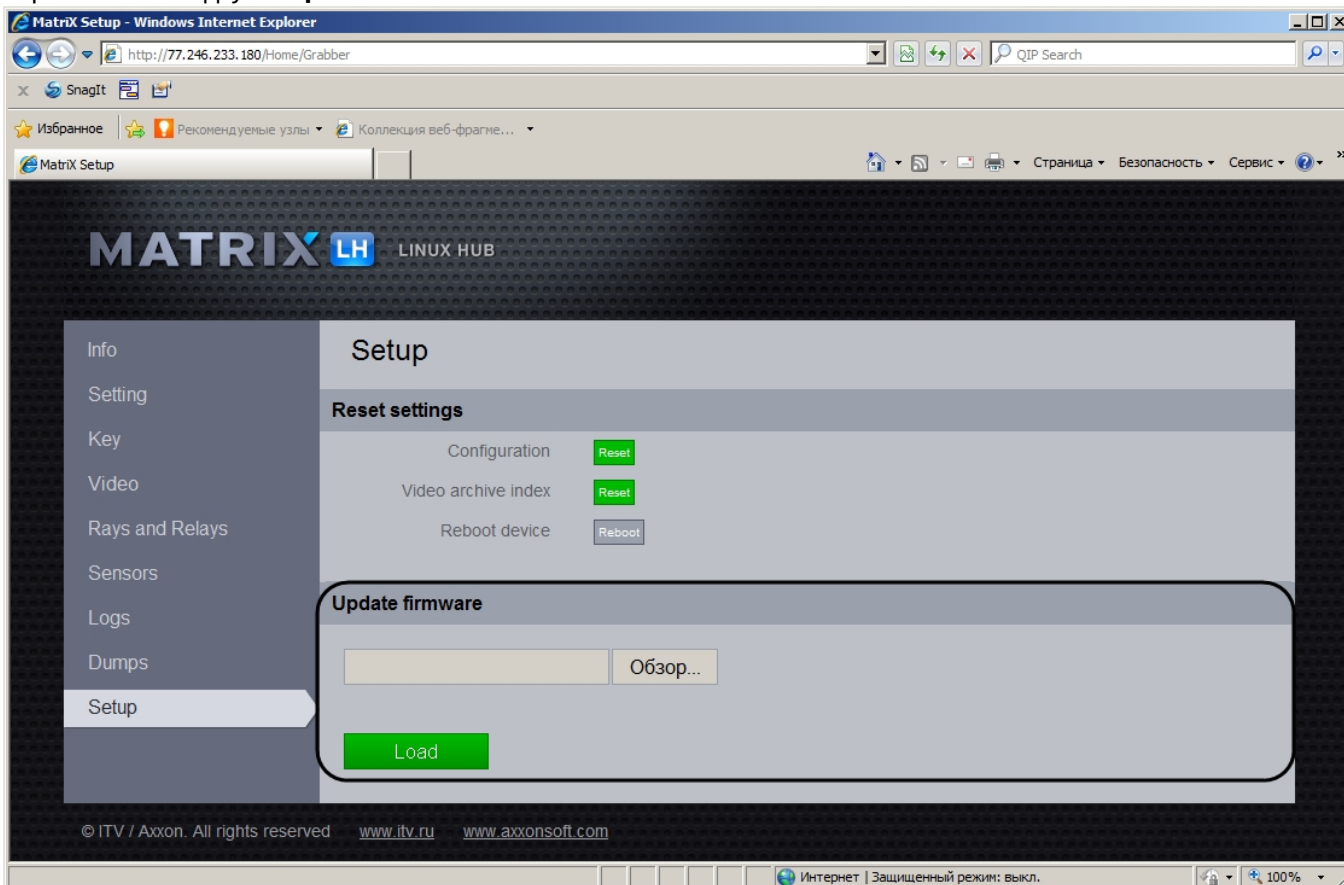 MatriX Setup - Windows Internet Explorer
http://77.246.233.180/Home/Grabber
QIP Search
x SnagIt
Избранное Рекомендуемые узлы Коллекция веб-фрагме...
MatriX Setup
Страница Безопасность Сервис
MATRIX LH LINUX HUB
Info
Setting
Key
Video
Rays and Relays
Sensors
Logs
Dumps
Setup
Setup
Reset settings
Configuration Reset
Video archive index Reset
Reboot device Reboot
Update firmware
Обзор...
Load
© ITV / Axxon. All rights reserved www.itv.ru www.axxonsoft.com
Интернет | Защищенный режим: выкл. 100%